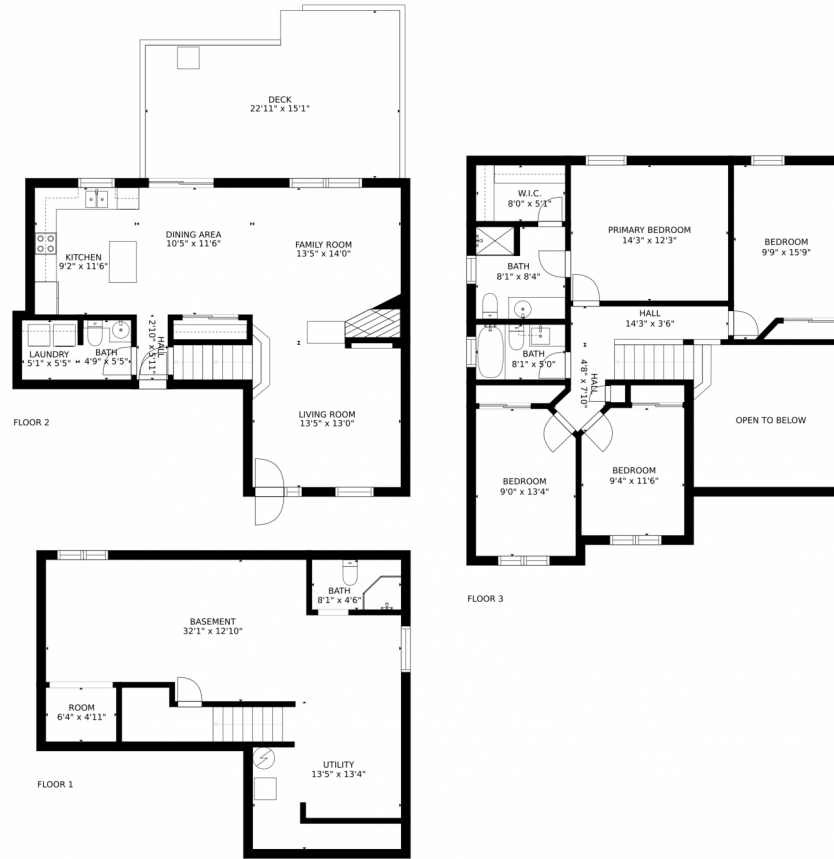 DECK
22'11" x 15'1"
DINING AREA
10'5" x 11'6"
FAMILY ROOM
13'5" x 14'0"
KITCHEN
9'2" x 11'6"
HALL
2'10" x 5'11"
LAUNDRY
5'1" x 5'5"
BATH
4'9" x 5'5"
LIVING ROOM
13'5" x 13'0"
FLOOR 2
W.I.C.
8'0" x 5'1"
PRIMARY BEDROOM
14'3" x 12'3"
BEDROOM
9'9" x 15'9"
BATH
8'1" x 8'4"
HALL
14'3" x 3'6"
BATH
8'1" x 5'0"
HALL
4'8" x 7'10"
OPEN TO BELOW
BEDROOM
9'0" x 13'4"
BEDROOM
9'4" x 11'6"
FLOOR 3
BATH
8'1" x 4'6"
BASEMENT
32'1" x 12'10"
ROOM
6'4" x 4'11"
UTILITY
13'5" x 13'4"
FLOOR 1